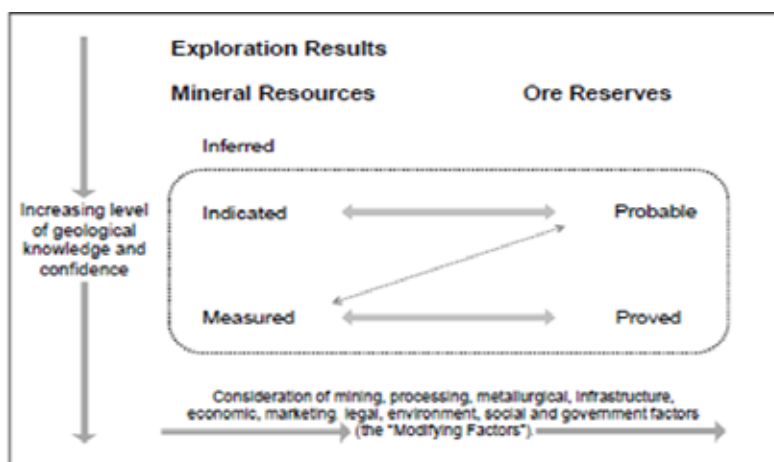 Exploration Results
Mineral Resources Ore Reserves
Inferred
Indicated Probable
Increasing level
of geological
knowledge and
confidence
Measured Proved
Consideration of mining, processing, metallurgical, infrastructure,
economic, marketing, legal, environment, social and government factors
(the "Modifying Factors").